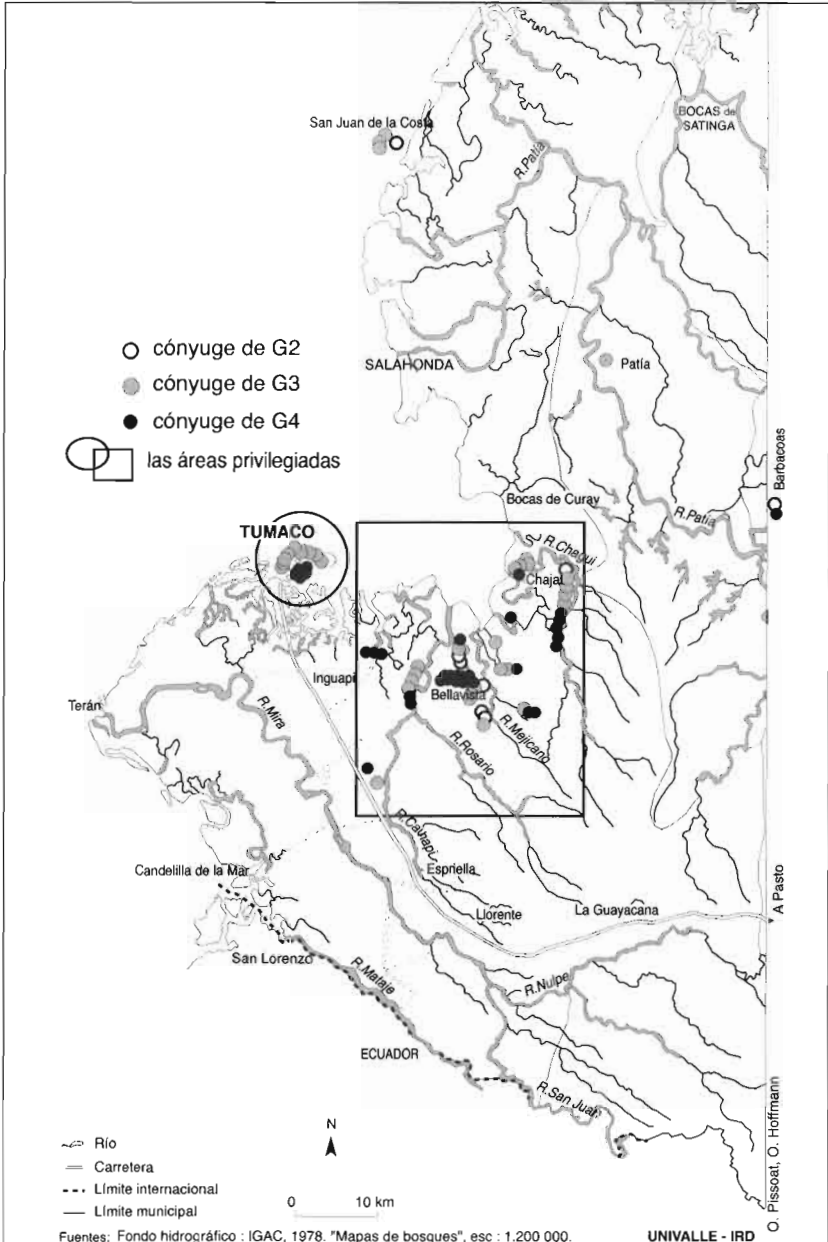 San Juan de la Costa
BOCAS de
SATINGA
R.Patía
cónyuge de G2
cónyuge de G3
cónyuge de G4
las áreas privilegiadas
SALAHONDA
Patía
Barbacoas
Bocas de Curay
R.Patía
TUMACO
R.Chagui
Chajal
Inguapi
Bellavista
Terán
R.Mira
R.Mejicano
R.Rosario
R.Caviapi
Candelilla de la Mar
Espriella
Llorente
La Guayacana
A Pasto
San Lorenzo
R.Mataje
R.Nulpe
ECUADOR
R.San Juan
N
Río
Carretera
Límite internacional
Límite municipal
0 10 km
O. Pissoat, O. Hoffmann
Fuentes: Fondo hidrográfico : IGAC, 1978. "Mapas de bosques", esc : 1.200 000.
UNIVALLE - IRD